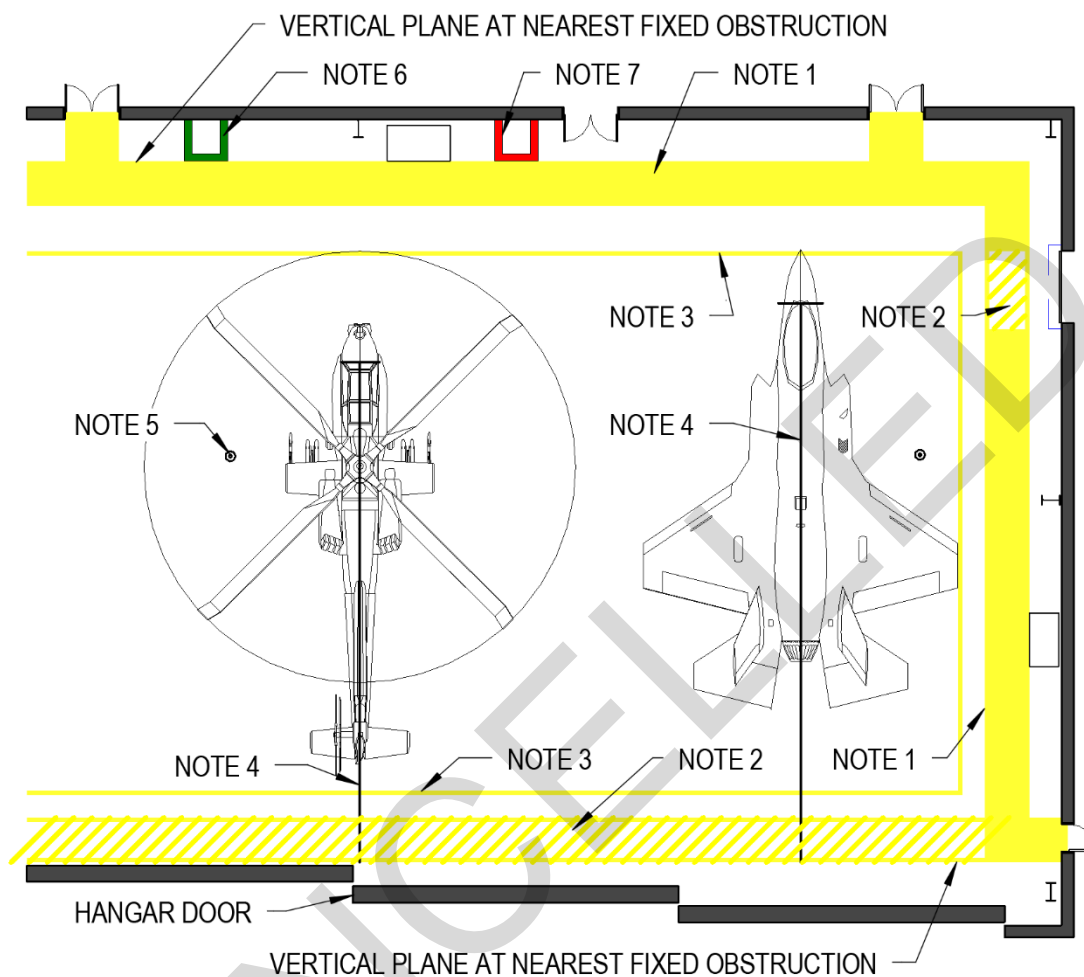 VERTICAL PLANE AT NEAREST FIXED OBSTRUCTION
NOTE 6
NOTE 7
NOTE 1
NOTE 3
NOTE 2
NOTE 5
NOTE 4
NOTE 4
NOTE 3
NOTE 2
NOTE 1
HANGAR DOOR
VERTICAL PLANE AT NEAREST FIXED OBSTRUCTION
CANCELLED